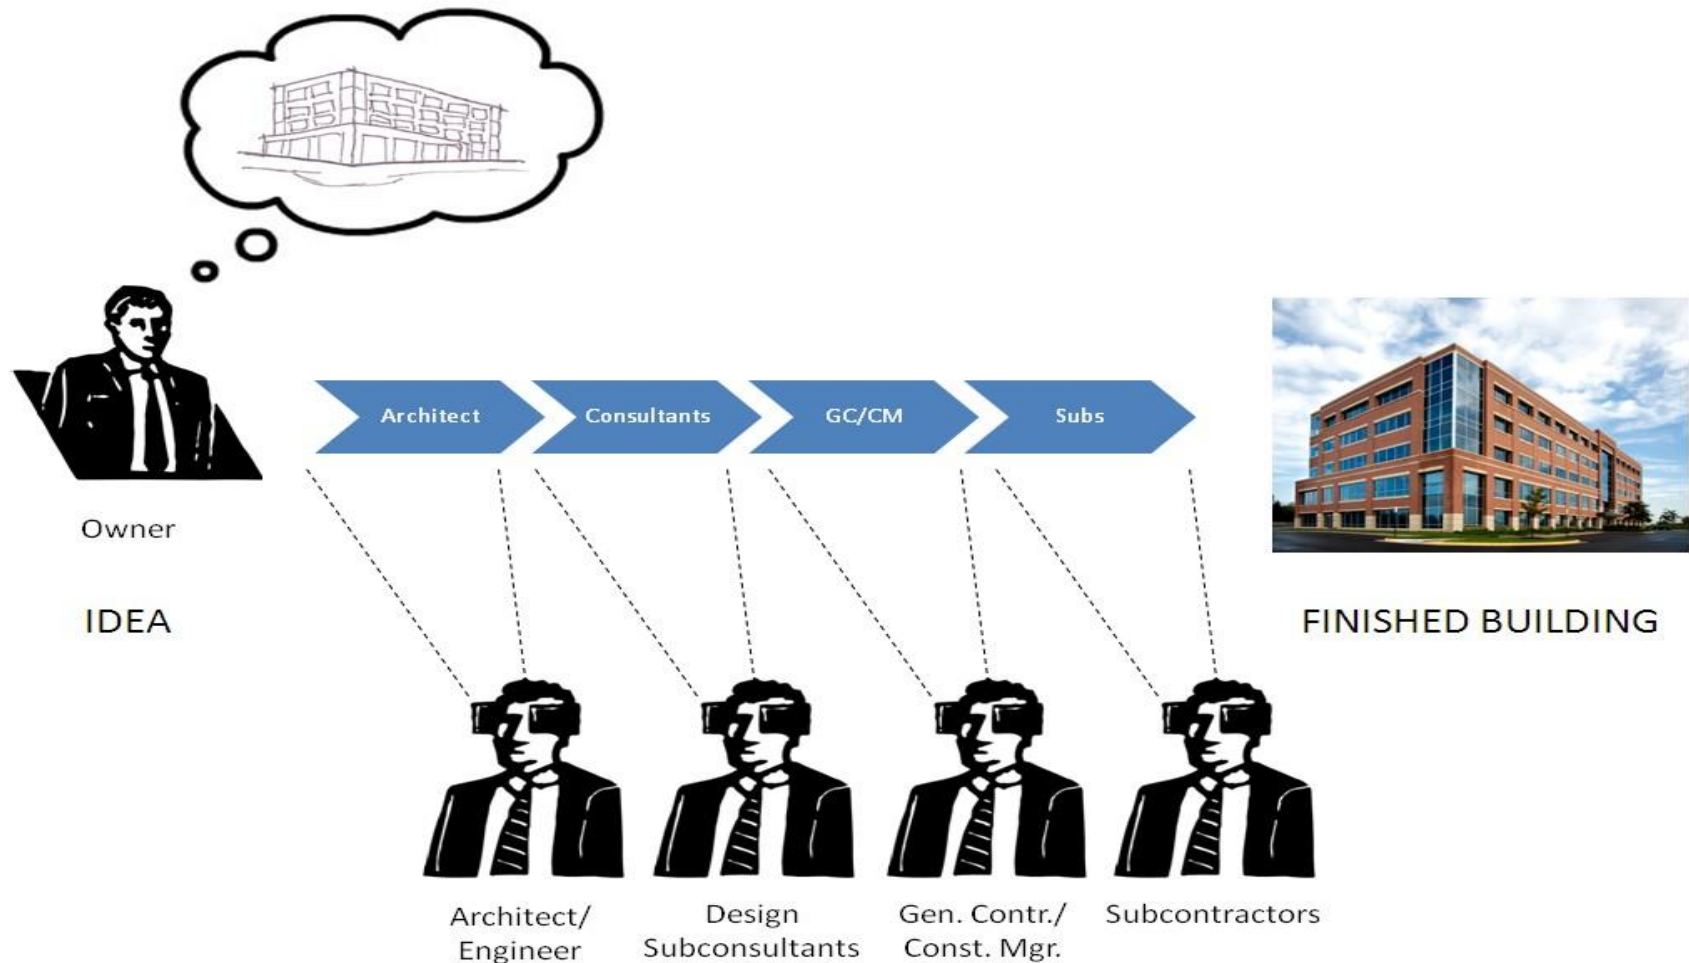 Architect
Consultants
GC/CM
Subs
Owner
IDEA
FINISHED BUILDING
Architect/
Engineer
Design
Subconsultants
Gen. Contr./
Const. Mgr.
Subcontractors